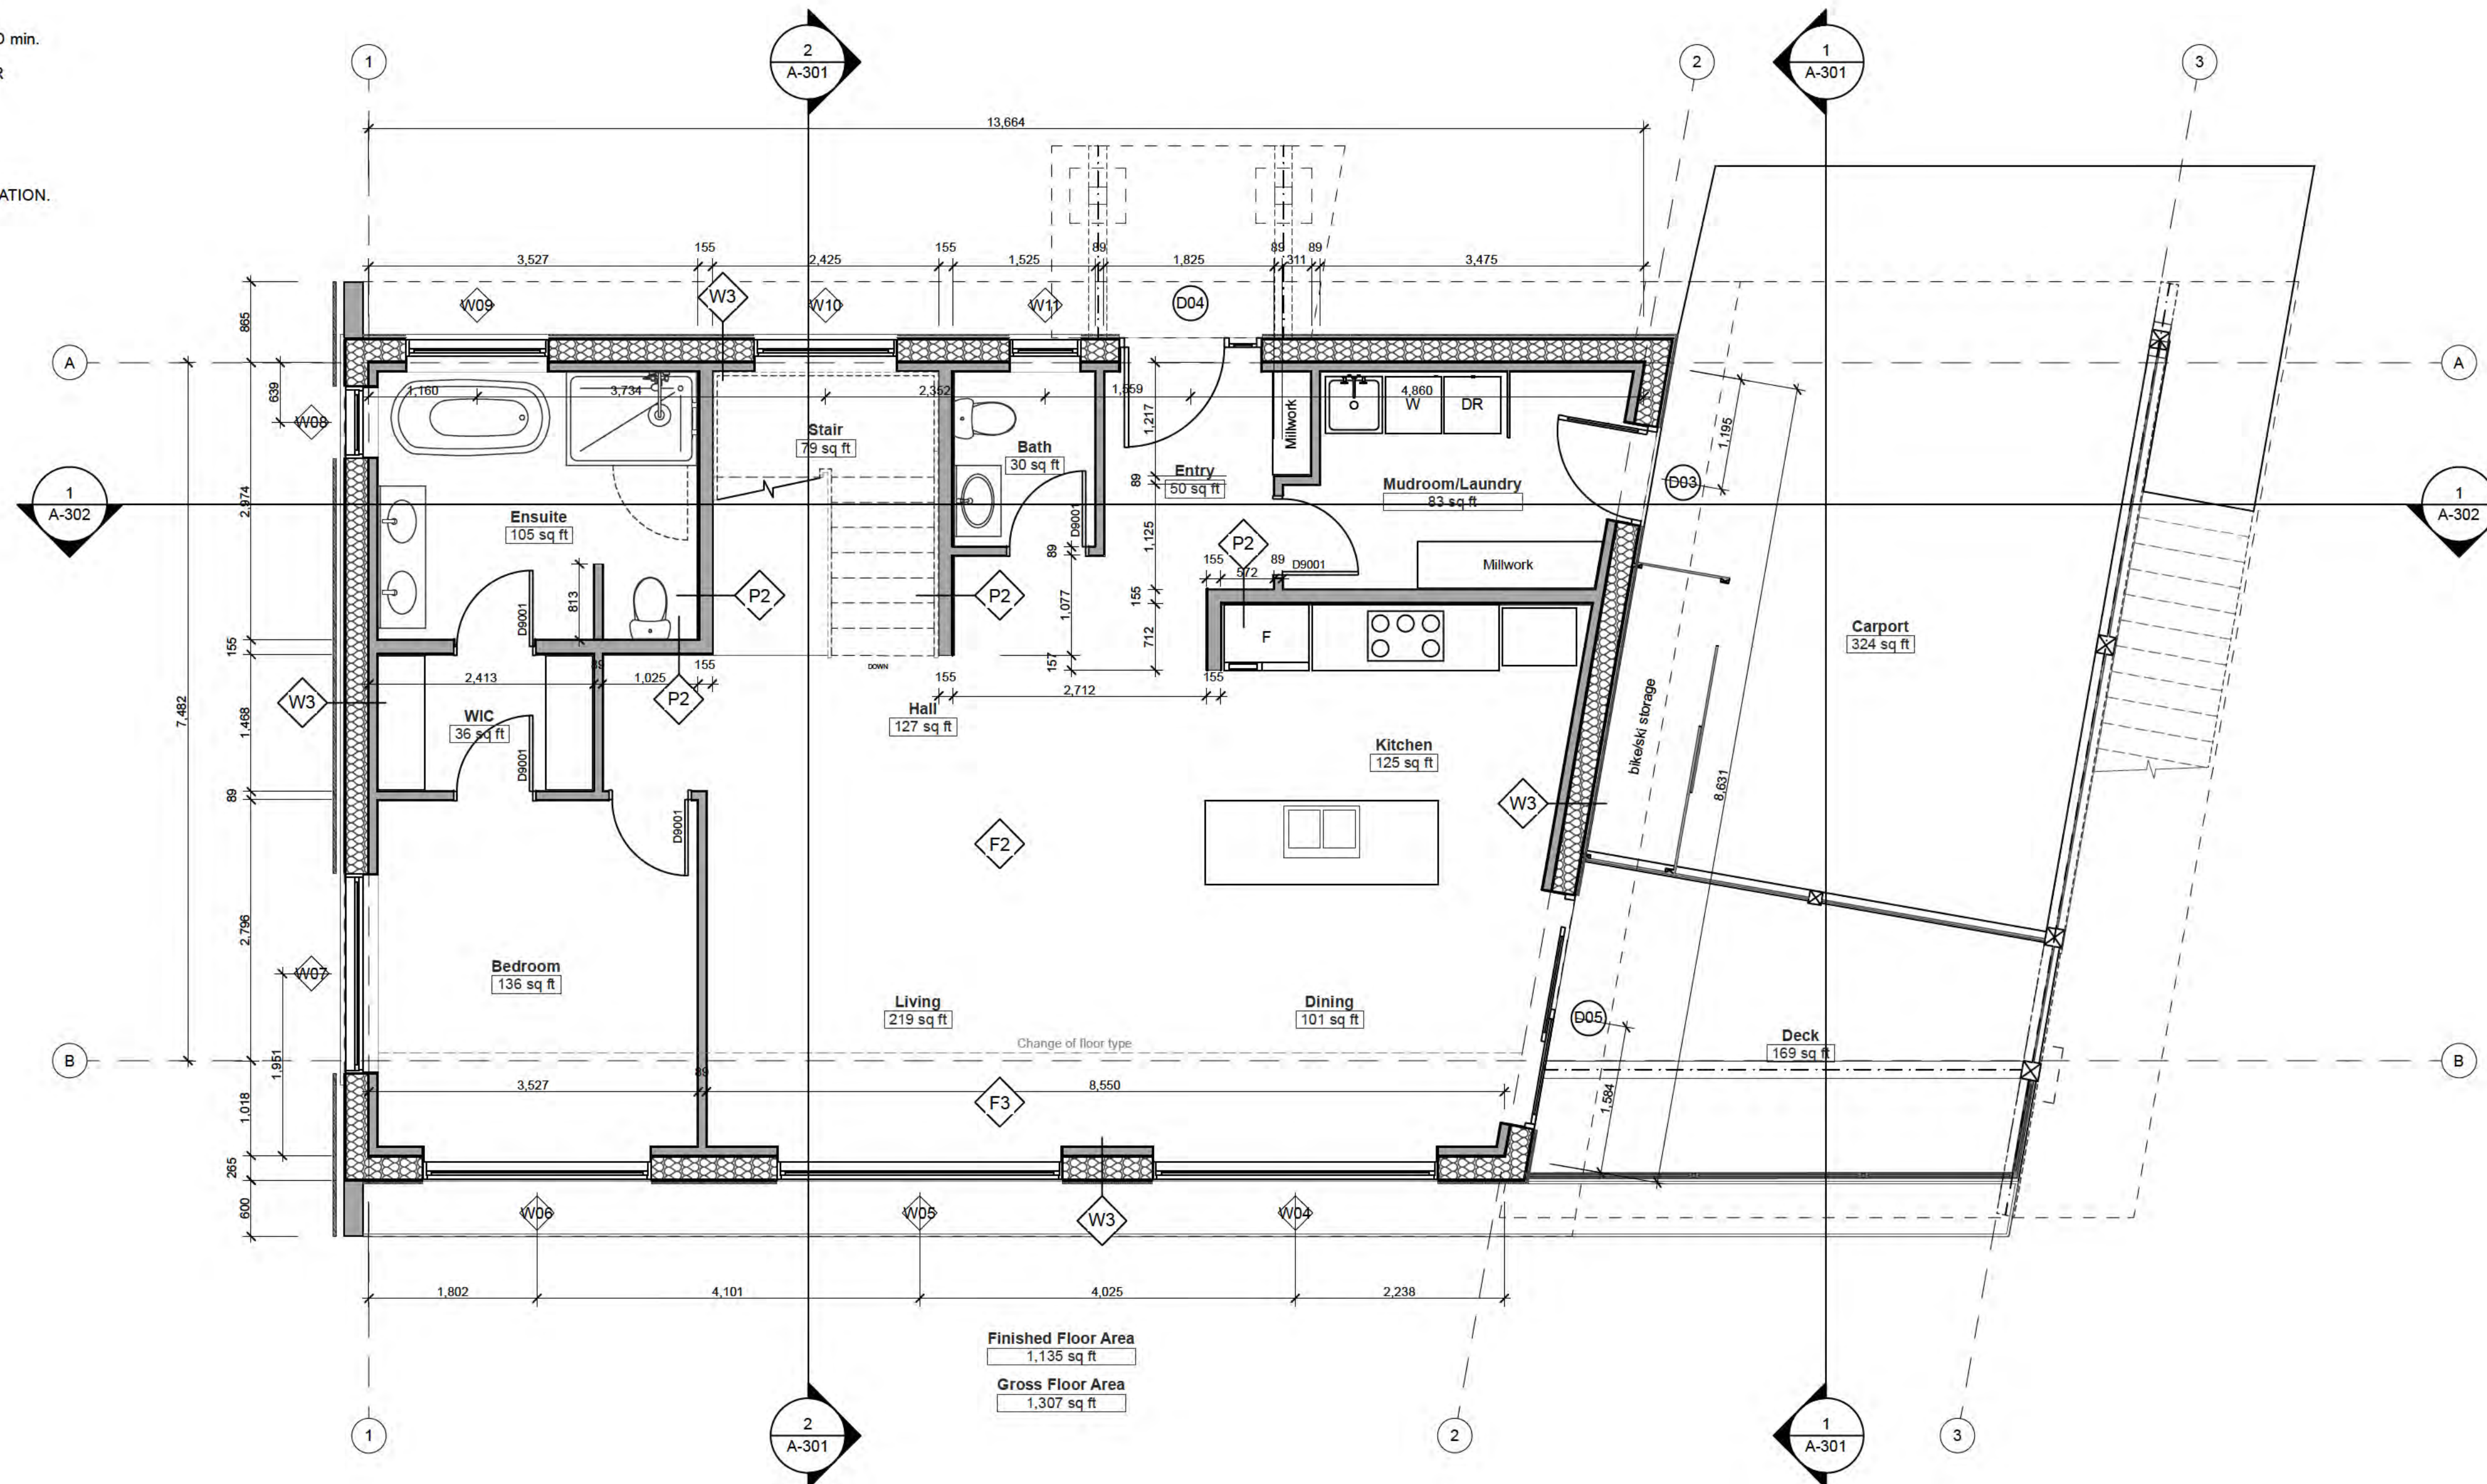 0 min.
R
ATION.
1
2
A-301
2
1
A-301
3
13,664
3,527
155
2,425
155
1,525
89
1,825
89
311
89
3,475
W09
W3
W10
W11
D04
865
A
A
639
W08
1,160
3,734
2,352
1,559
4,860
W
DR
Millwork
1,217
1,195
Stair
79 sq ft
Bath
30 sq ft
Entry
50 sq ft
89
Mudroom/Laundry
83 sq ft
D03
1
A-302
1
A-302
2,974
Ensuite
105 sq ft
D9001
1,125
P2
89
155
572
89
D9001
Millwork
813
D9001
P2
P2
1,077
155
712
F
Carport
324 sq ft
155
DOWN
157
89
155
2,413
1,025
155
2,712
155
W3
P2
7,482
1,468
WIC
36 sq ft
Hall
127 sq ft
bike/ski storage
Kitchen
125 sq ft
D9001
89
D9001
F2
W3
8,631
2,796
W07
Bedroom
136 sq ft
Living
219 sq ft
Dining
101 sq ft
D05
Deck
169 sq ft
Change of floor type
B
B
1,951
3,527
89
8,550
F3
1,584
1,018
265
600
W06
W05
W3
W04
1,802
4,101
4,025
2,238
Finished Floor Area
1,135 sq ft
Gross Floor Area
1,307 sq ft
1
2
A-301
2
1
A-301
3